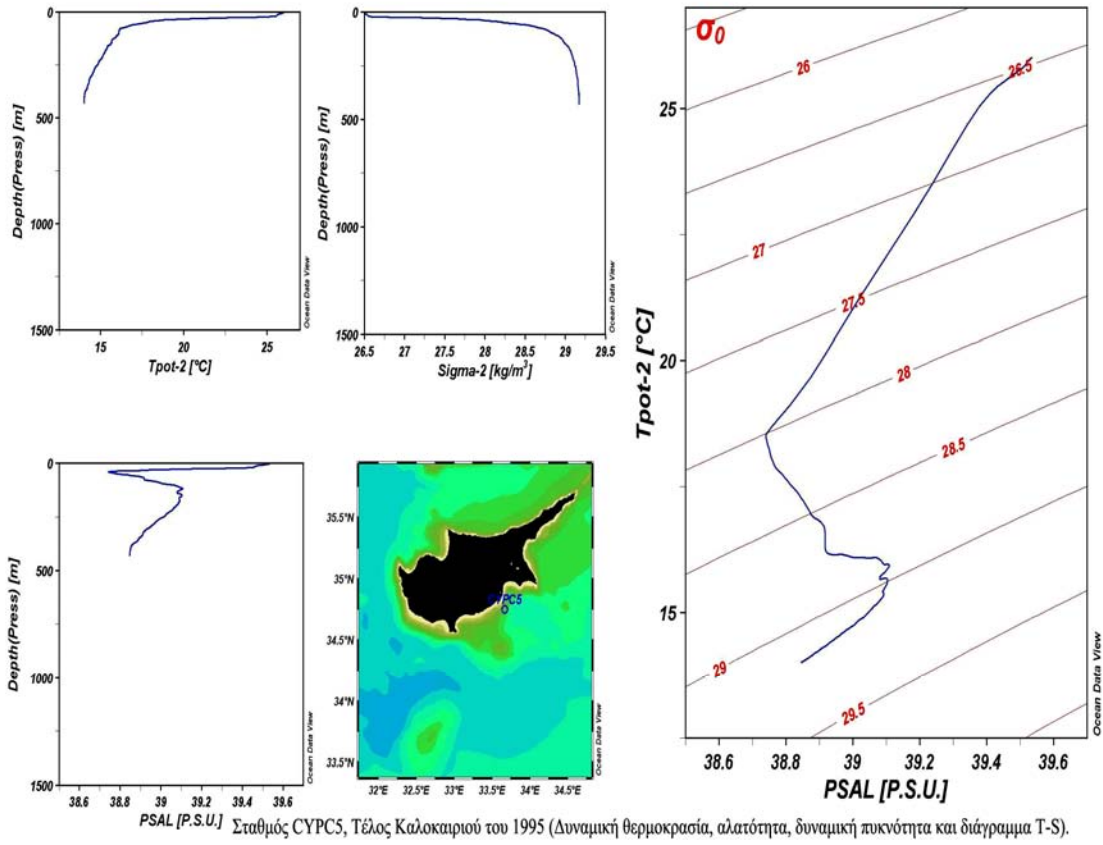 0
500
1000
1500
Depth(Press) [m]
15
20
25
Tpot-2 [°C]
Ocean Data View
0
500
1000
1500
Depth(Press) [m]
26.5
27
27.5
28
28.5
29
29.5
Sigma-2 [kg/m³]
Ocean Data View
σ₀
26
26.5
27
27.5
28
28.5
29
29.5
25
20
15
Tpot-2 [°C]
38.6
38.8
39
39.2
39.4
39.6
PSAL [P.S.U.]
Ocean Data View
0
500
1000
1500
Depth(Press) [m]
38.6
38.8
39
39.2
39.4
39.6
PSAL [P.S.U.]
Ocean Data View
35.5°N
35°N
34.5°N
34°N
33.5°N
CYPC5
32°E
32.5°E
33°E
33.5°E
34°E
34.5°E
Ocean Data View
Σταθμός CYPC5, Τέλος Καλοκαιριού του 1995 (Δυναμική θερμοκρασία, αλατότητα, δυναμική πυκνότητα και διάγραμμα T-S).